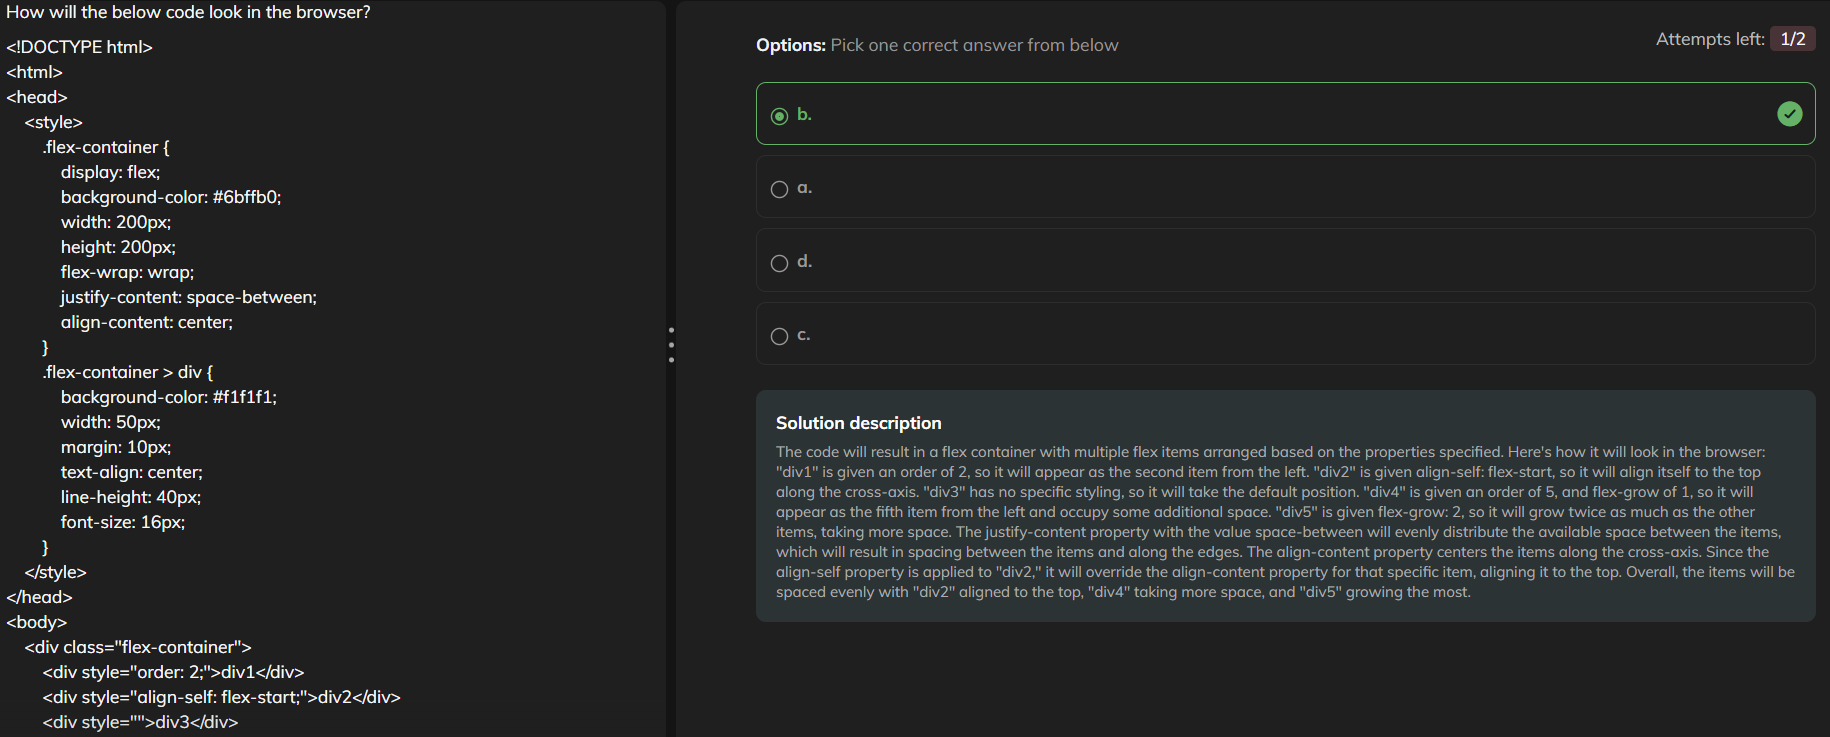 How will the below code look in the browser?
<!DOCTYPE html>
<html>
<head>
<style>
.flex-container {
display: flex;
background-color: #6bffb0;
width: 200px;
height: 200px;
flex-wrap: wrap;
justify-content: space-between;
align-content: center;
}
.flex-container > div {
background-color: #f1f1f1;
width: 50px;
margin: 10px;
text-align: center;
line-height: 40px;
font-size: 16px;
}
</style>
</head>
<body>
<div class="flex-container">
<div style="order: 2;">div1</div>
<div style="align-self: flex-start;">div2</div>
<div style="">div3</div>
Options: Pick one correct answer from below
Attempts left: 1/2
b.
a.
d.
c.
Solution description
The code will result in a flex container with multiple flex items arranged based on the properties specified. Here's how it will look in the browser:
"div1" is given an order of 2, so it will appear as the second item from the left. "div2" is given align-self: flex-start, so it will align itself to the top
along the cross-axis. "div3" has no specific styling, so it will take the default position. "div4" is given an order of 5, and flex-grow of 1, so it will
appear as the fifth item from the left and occupy some additional space. "div5" is given flex-grow: 2, so it will grow twice as much as the other
items, taking more space. The justify-content property with the value space-between will evenly distribute the available space between the items,
which will result in spacing between the items and along the edges. The align-content property centers the items along the cross-axis. Since the
align-self property is applied to "div2," it will override the align-content property for that specific item, aligning it to the top. Overall, the items will be
spaced evenly with "div2" aligned to the top, "div4" taking more space, and "div5" growing the most.